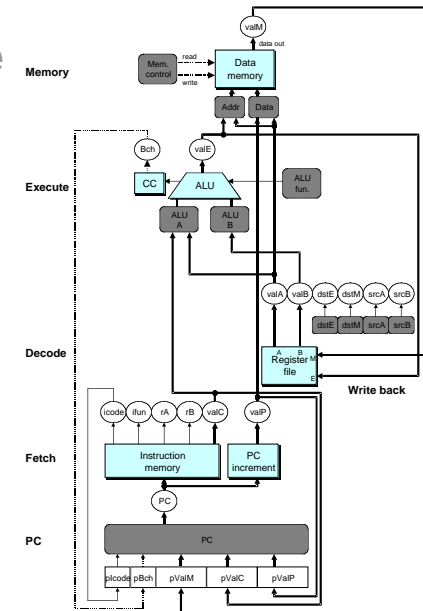 e
valM
data out
Memory
Mem. control
read
write
Data memory
Addr
Data
Bch
valE
Execute
CC
ALU
ALU fun.
ALU A
ALU B
valA
valB
dstE
dstM
srcA
srcB
dstE
dstM
srcA
srcB
Decode
A
B
M
Register file
E
Write back
icode
ifun
rA
rB
valC
valP
Fetch
Instruction memory
PC increment
PC
PC
PC
pIcode
pBch
pValM
pValC
pValP